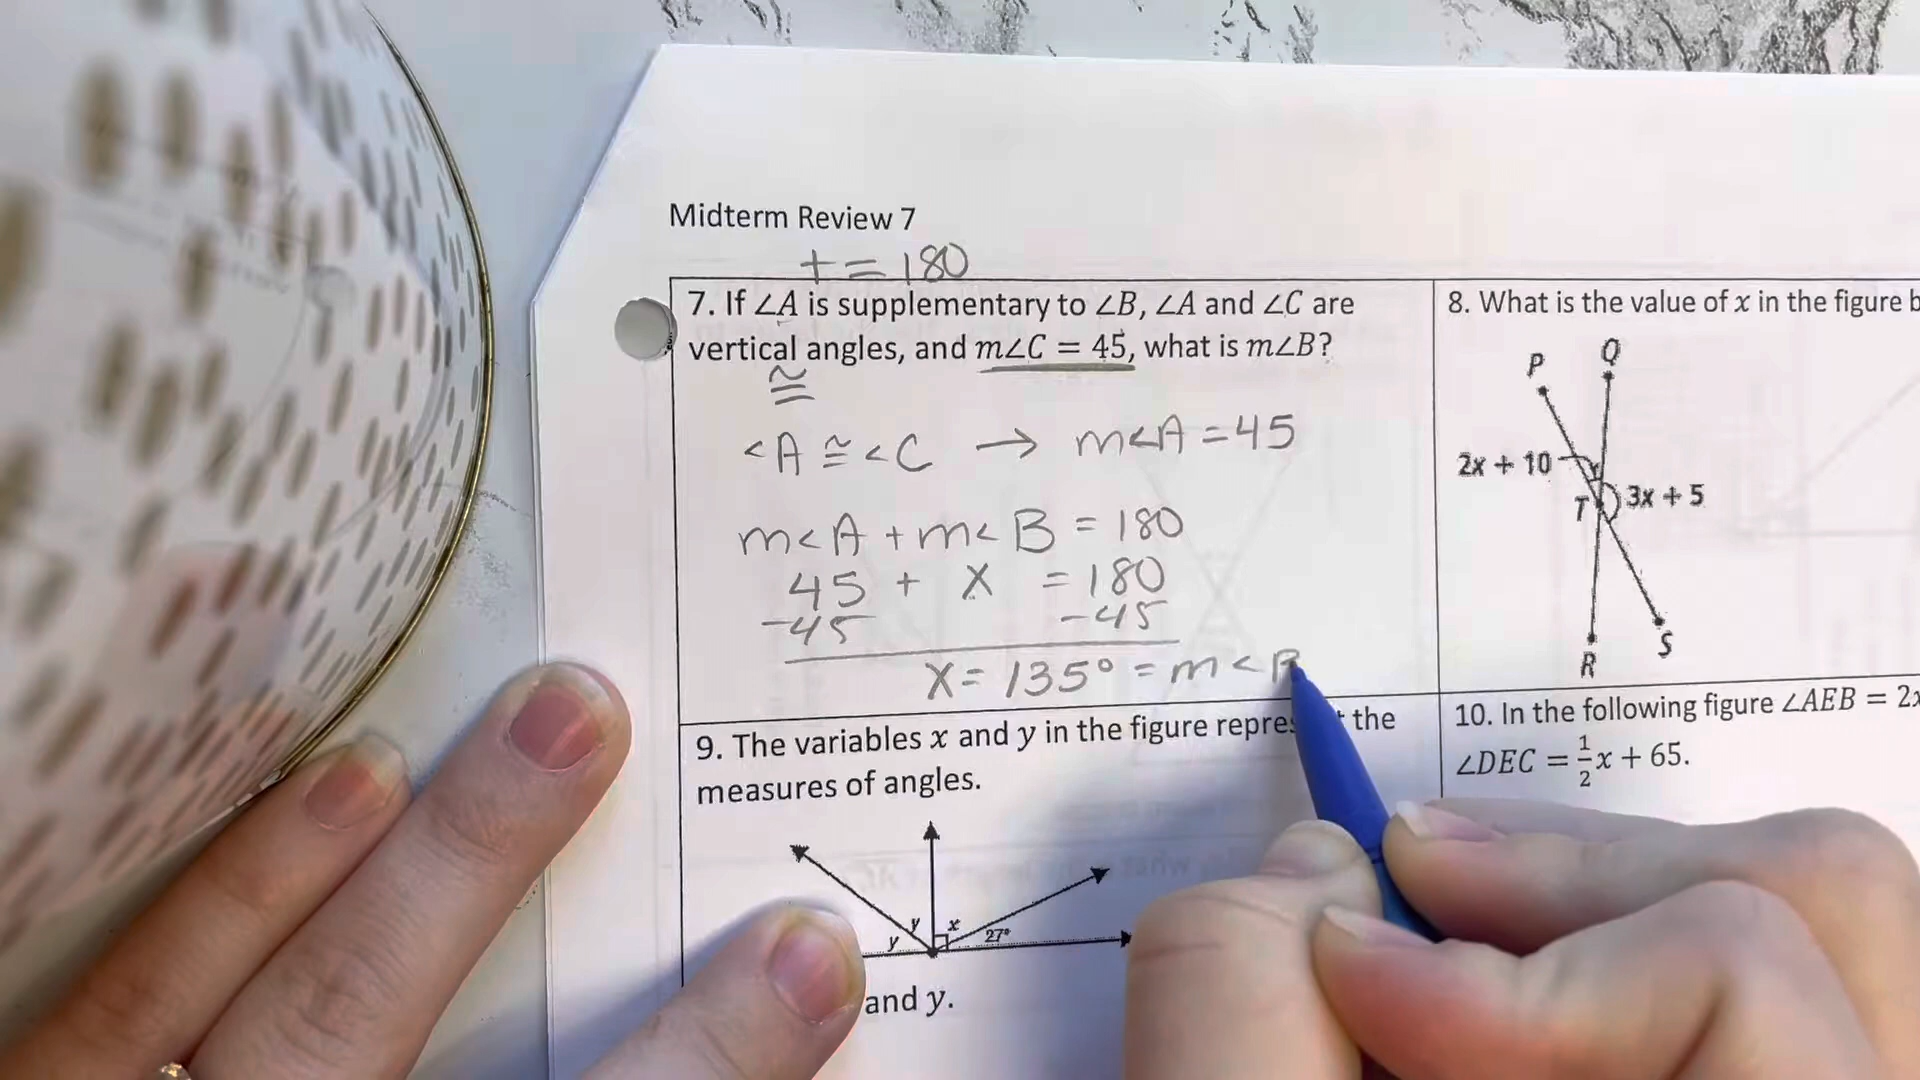 Midterm Review 7
+ = 180
7. If ∠A is supplementary to ∠B, ∠A and ∠C are
vertical angles, and m∠C = 45, what is m∠B?
≅
<A ≅ <C → m<A = 45
m<A + m<B = 180
45 + x = 180
-45 -45
x = 135° = m<B
8. What is the value of x in the figure
P
Q
2x + 10
T
3x + 5
R
S
9. The variables x and y in the figure the
measures of angles.
y
y
x
27°
and y.
10. In the following figure ∠AEB = 2x
∠DEC = 1/2x + 65.